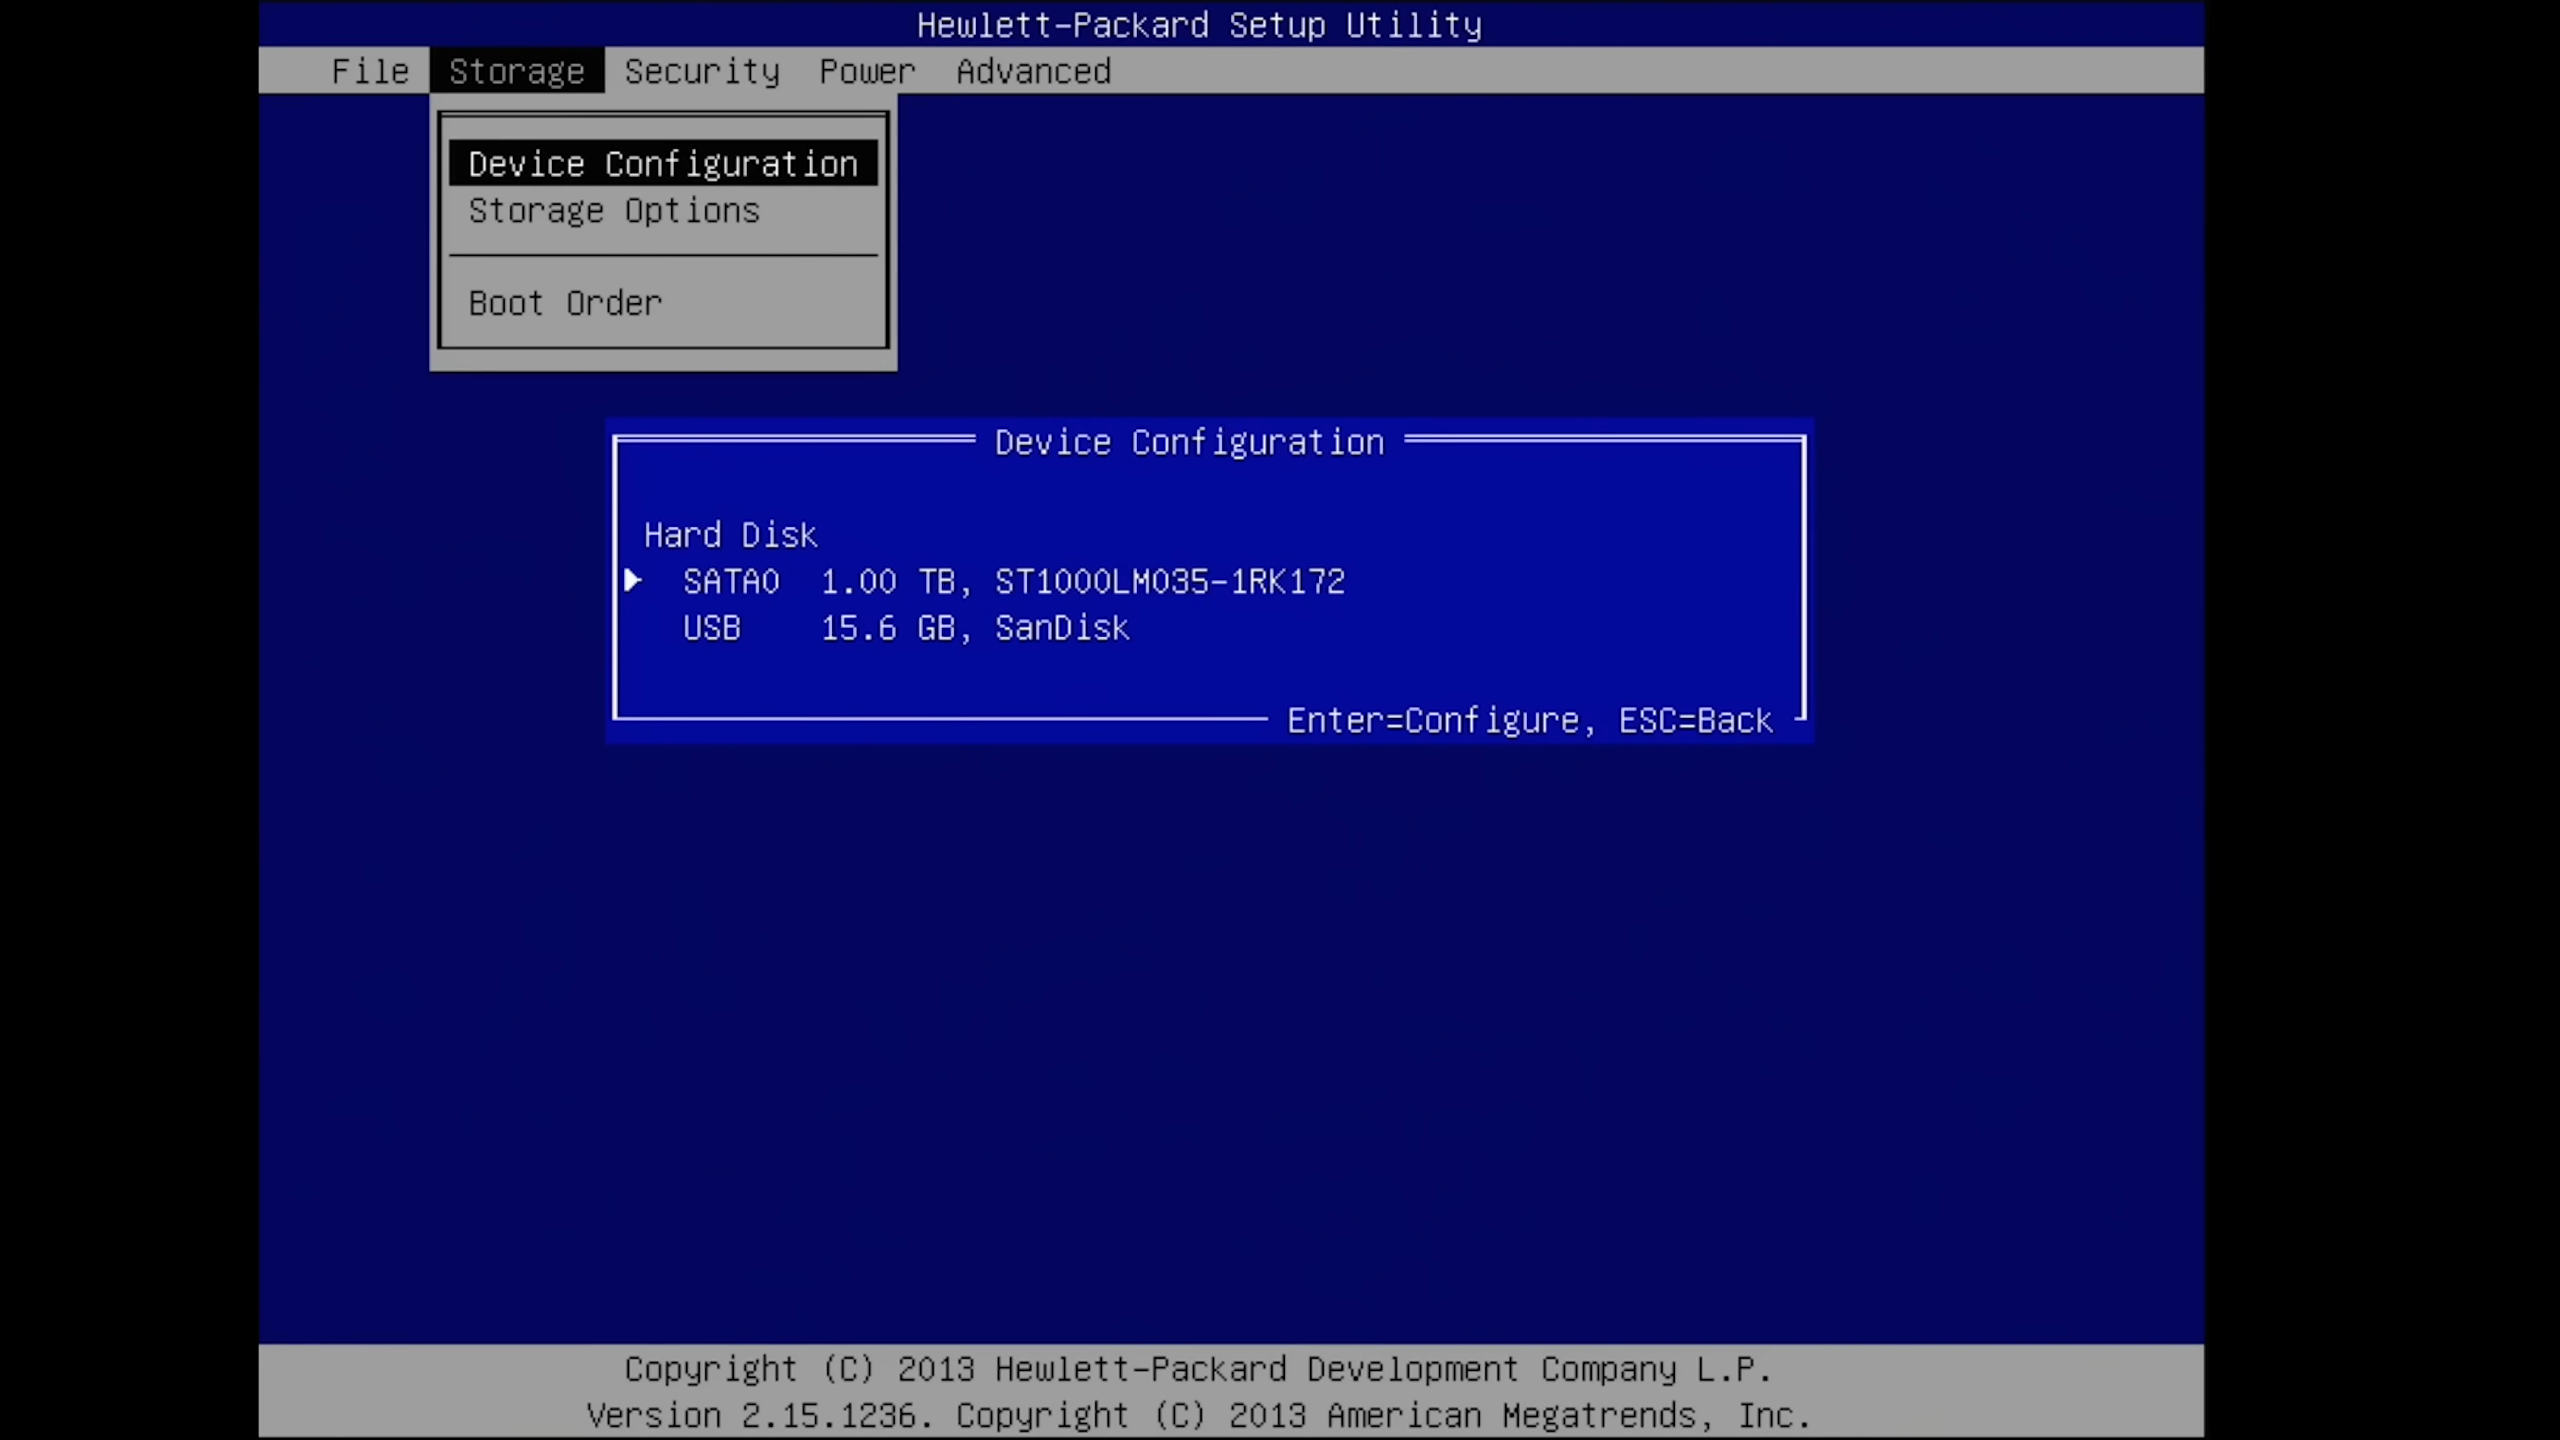 Hewlett-Packard Setup Utility
File Storage Security Power Advanced
Device Configuration
Storage Options
Boot Order
Device Configuration
Hard Disk
SATA0 1.00 TB, ST1000LM035-1RK172
USB 15.6 GB, SanDisk
Enter=Configure, ESC=Back
Copyright (C) 2013 Hewlett-Packard Development Company L.P.
Version 2.15.1236. Copyright (C) 2013 American Megatrends, Inc.